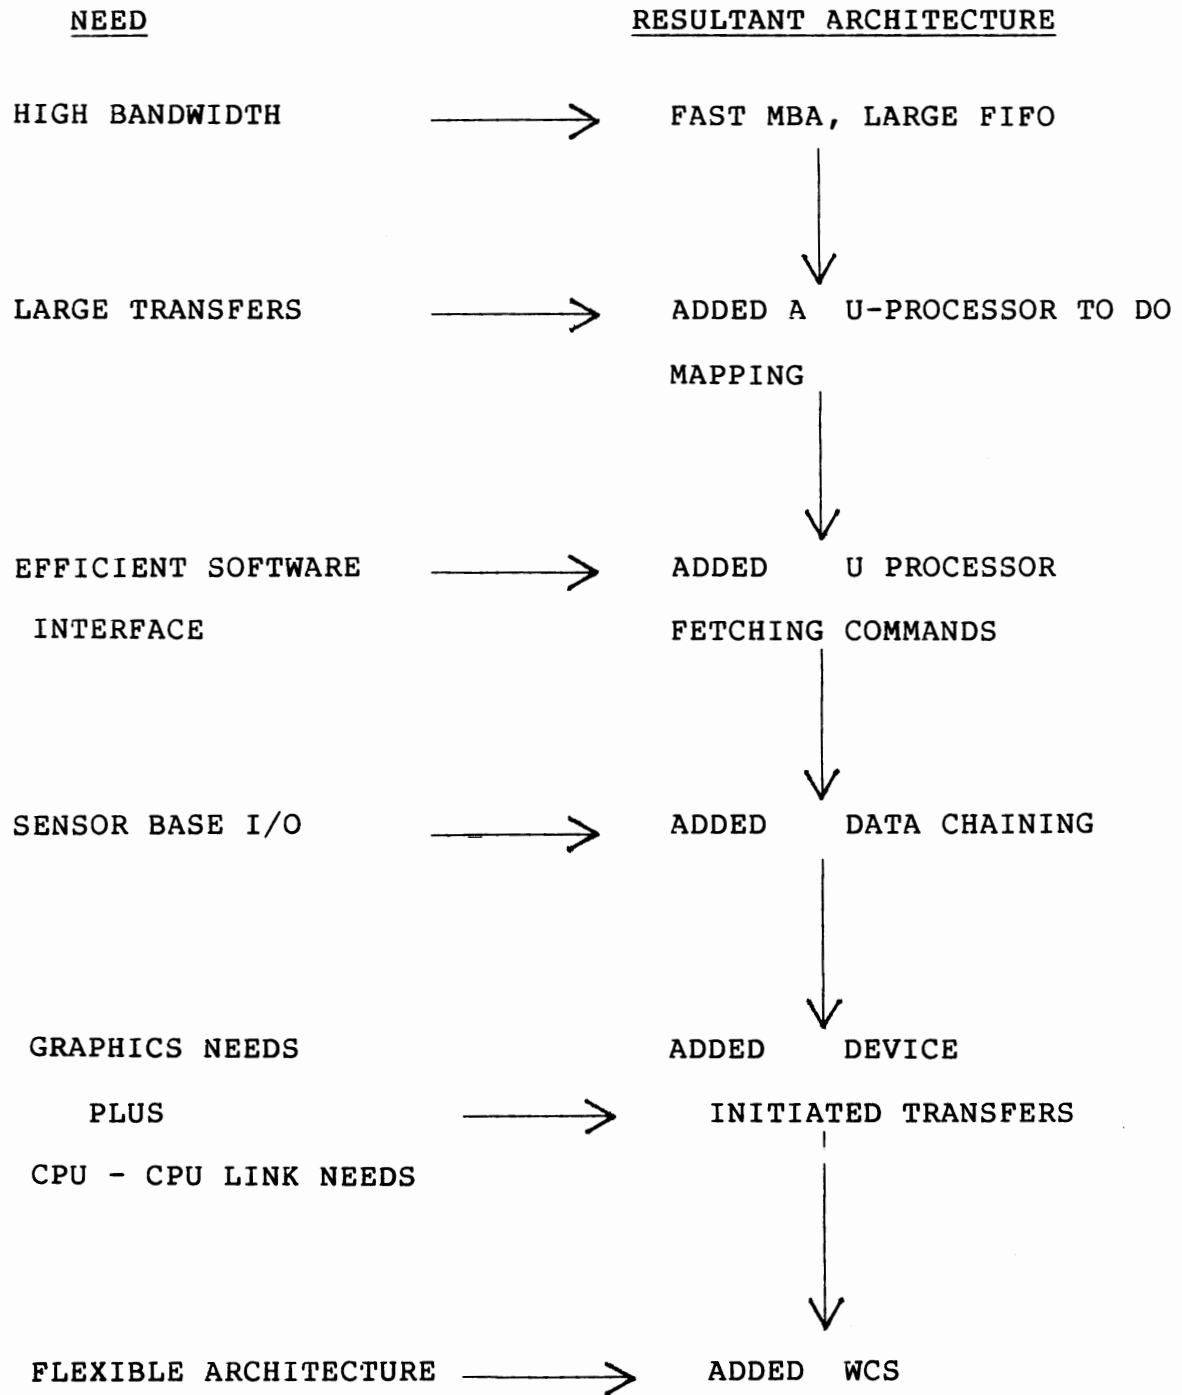 NEED RESULTANT ARCHITECTURE
HIGH BANDWIDTH FAST MBA, LARGE FIFO
LARGE TRANSFERS ADDED A U-PROCESSOR TO DO
MAPPING
EFFICIENT SOFTWARE ADDED U PROCESSOR
INTERFACE FETCHING COMMANDS
SENSOR BASE I/O ADDED DATA CHAINING
GRAPHICS NEEDS ADDED DEVICE
PLUS INITIATED TRANSFERS
CPU - CPU LINK NEEDS
FLEXIBLE ARCHITECTURE ADDED WCS